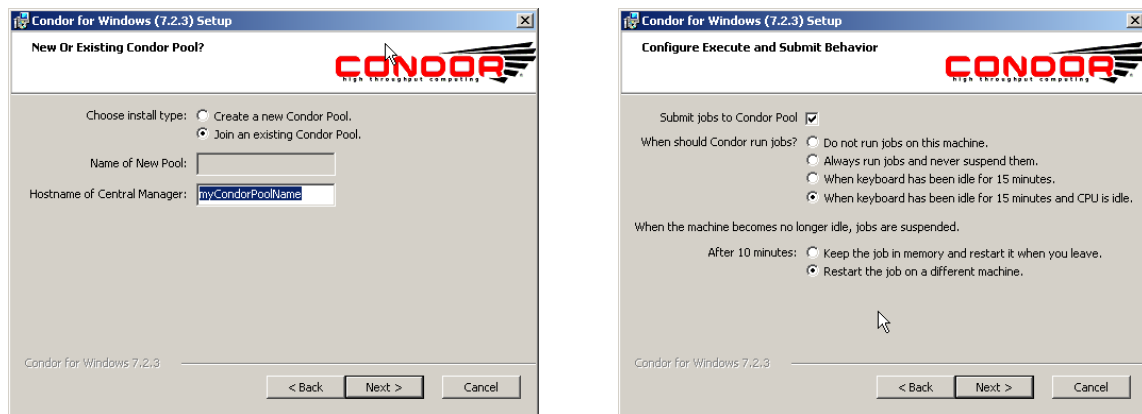 Condor for Windows (7.2.3) Setup
New Or Existing Condor Pool?
CONDOR
high throughput computing
Choose install type:
Create a new Condor Pool.
Join an existing Condor Pool.
Name of New Pool:
Hostname of Central Manager: myCondorPoolName
Condor for Windows 7.2.3
< Back Next > Cancel
Condor for Windows (7.2.3) Setup
Configure Execute and Submit Behavior
CONDOR
high throughput computing
Submit jobs to Condor Pool
When should Condor run jobs? Do not run jobs on this machine.
Always run jobs and never suspend them.
When keyboard has been idle for 15 minutes.
When keyboard has been idle for 15 minutes and CPU is idle.
When the machine becomes no longer idle, jobs are suspended.
After 10 minutes: Keep the job in memory and restart it when you leave.
Restart the job on a different machine.
Condor for Windows 7.2.3
< Back Next > Cancel